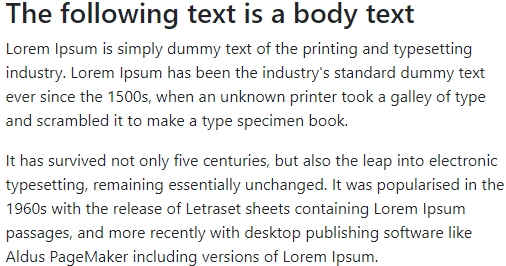 The following text is a body text
Lorem Ipsum is simply dummy text of the printing and typesetting
industry. Lorem Ipsum has been the industry's standard dummy text
ever since the 1500s, when an unknown printer took a galley of type
and scrambled it to make a type specimen book.
It has survived not only five centuries, but also the leap into electronic
typesetting, remaining essentially unchanged. It was popularised in the
1960s with the release of Letraset sheets containing Lorem Ipsum
passages, and more recently with desktop publishing software like
Aldus PageMaker including versions of Lorem Ipsum.